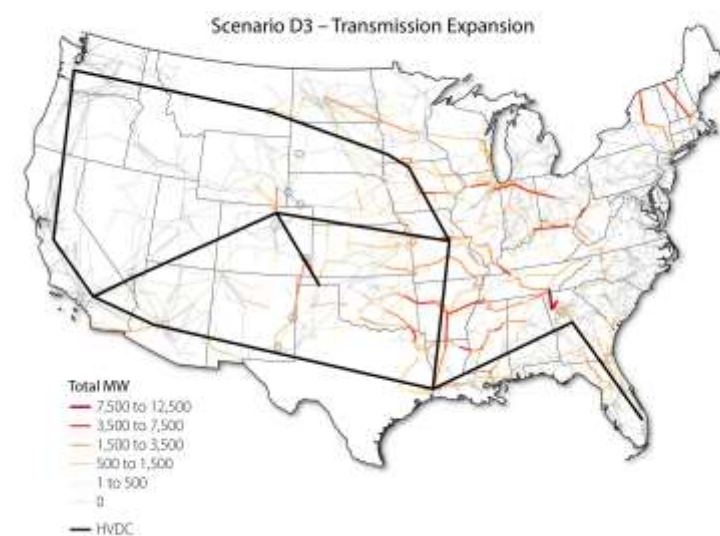 Scenario D3 – Transmission Expansion
Total MW
7,500 to 12,500
3,500 to 7,500
1,500 to 3,500
500 to 1,500
1 to 500
0
HVDC